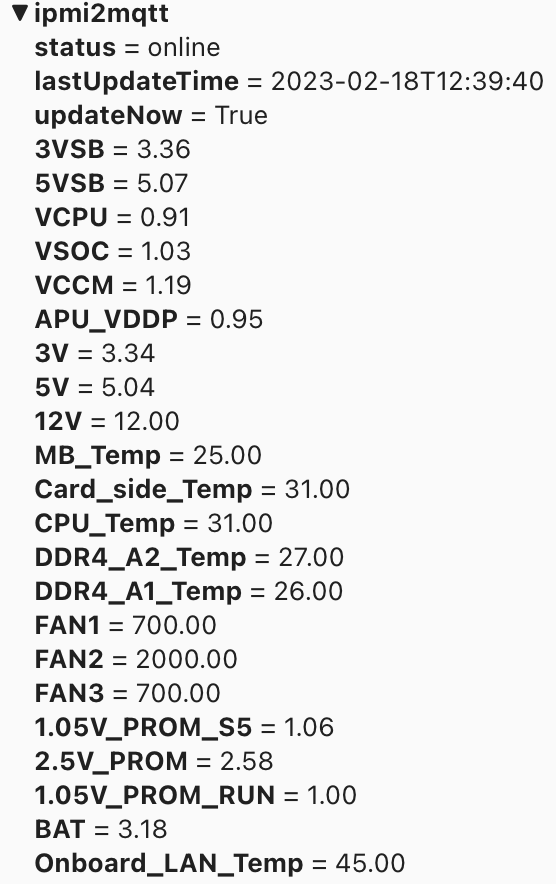 ▼ ipmi2mqtt
status = online
lastUpdateTime = 2023-02-18T12:39:40
updateNow = True
3VSB = 3.36
5VSB = 5.07
VCPU = 0.91
VSOC = 1.03
VCCM = 1.19
APU_VDDP = 0.95
3V = 3.34
5V = 5.04
12V = 12.00
MB_Temp = 25.00
Card_side_Temp = 31.00
CPU_Temp = 31.00
DDR4_A2_Temp = 27.00
DDR4_A1_Temp = 26.00
FAN1 = 700.00
FAN2 = 2000.00
FAN3 = 700.00
1.05V_PROM_S5 = 1.06
2.5V_PROM = 2.58
1.05V_PROM_RUN = 1.00
BAT = 3.18
Onboard_LAN_Temp = 45.00